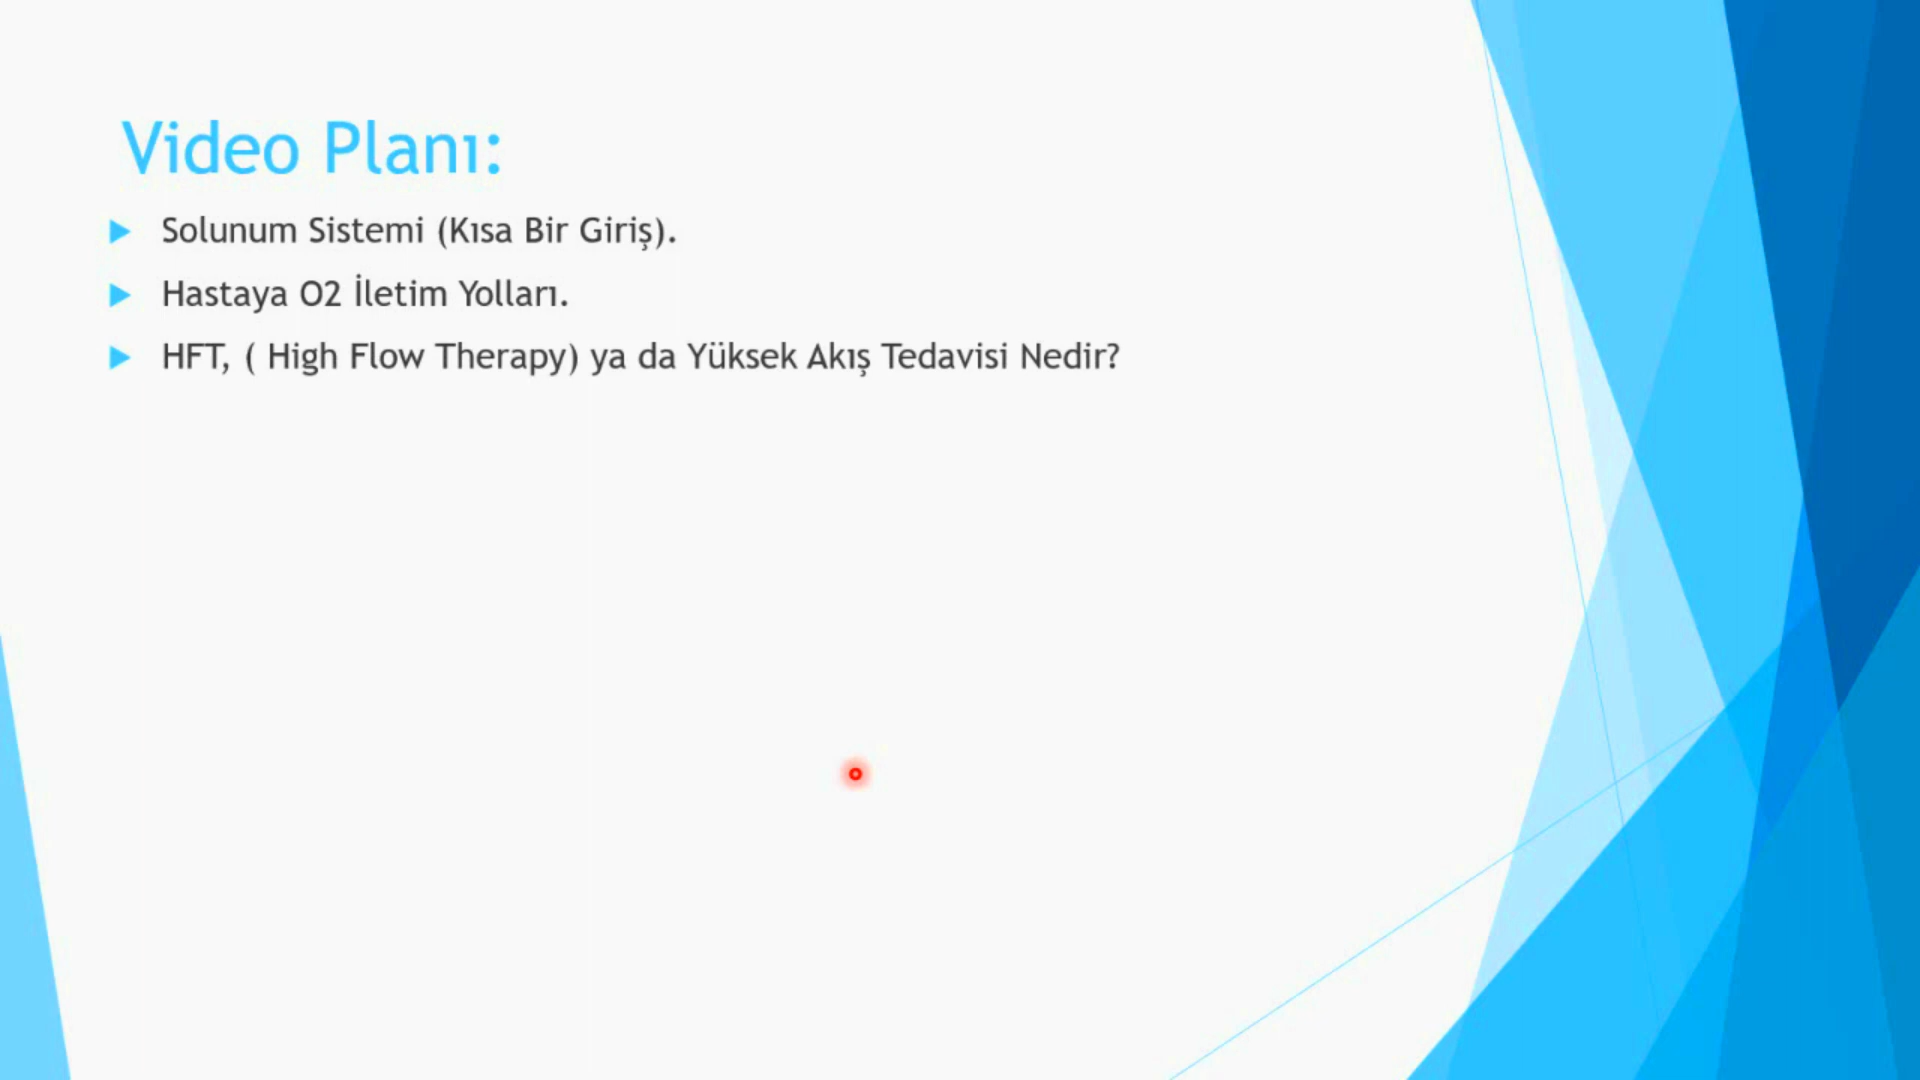 Video Planı:
Solunum Sistemi (Kısa Bir Giriş).
Hastaya O2 İletim Yolları.
HFT, ( High Flow Therapy) ya da Yüksek Akış Tedavisi Nedir?